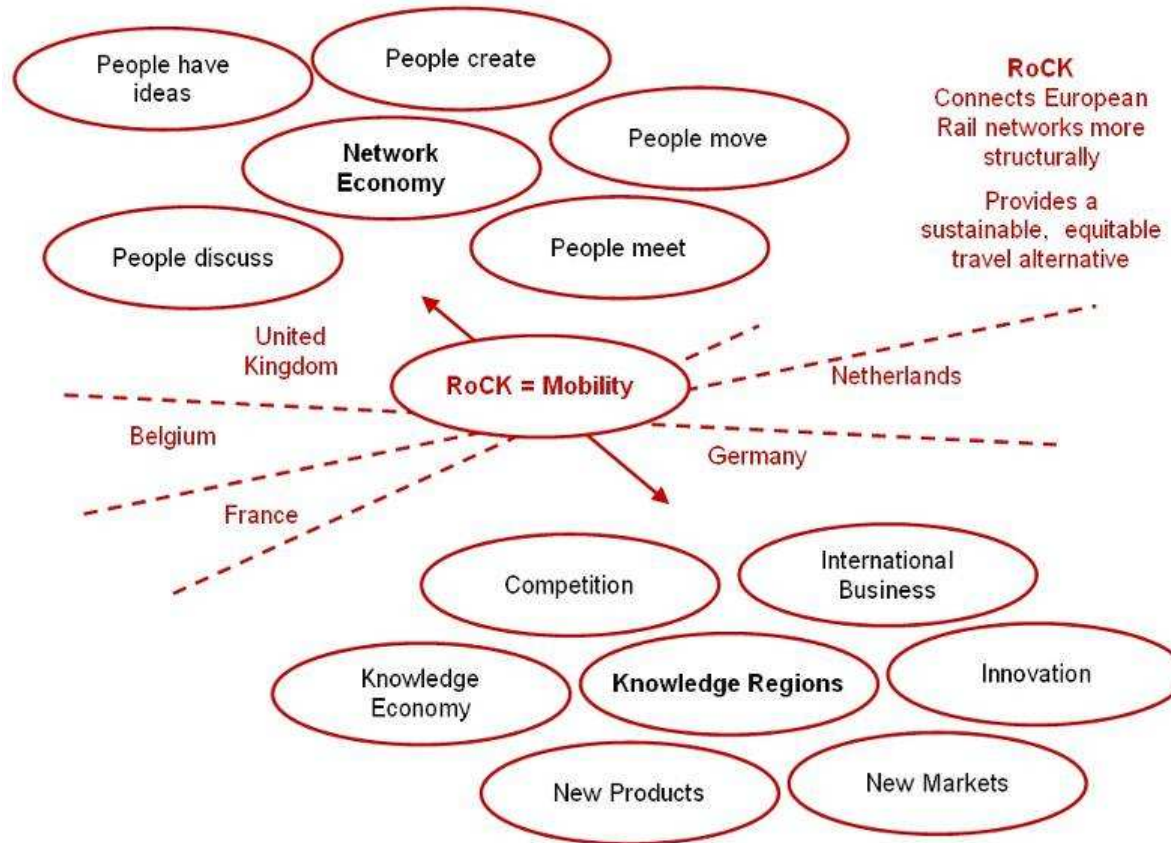 People have
ideas
People create
People move
Network
Economy
People discuss
People meet
RoCK
Connects European
Rail networks more
structurally
Provides a
sustainable, equitable
travel alternative
United
Kingdom
RoCK = Mobility
Netherlands
Belgium
Germany
France
Competition
International
Business
Knowledge
Economy
Knowledge Regions
Innovation
New Products
New Markets